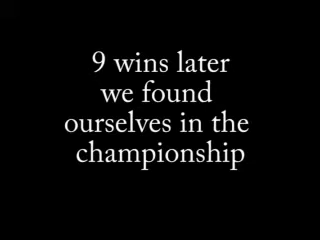 9 wins later
we found
ourselves in the
championship